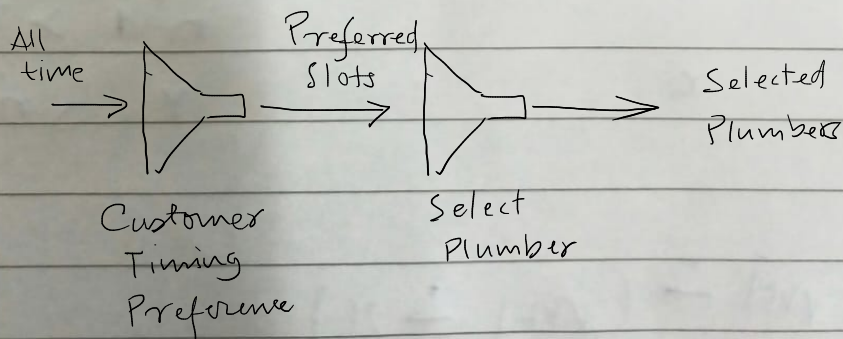 All
time
Preferred
Slots
Selected
Plumbers
Customer
Timing
Preference
Select
Plumber